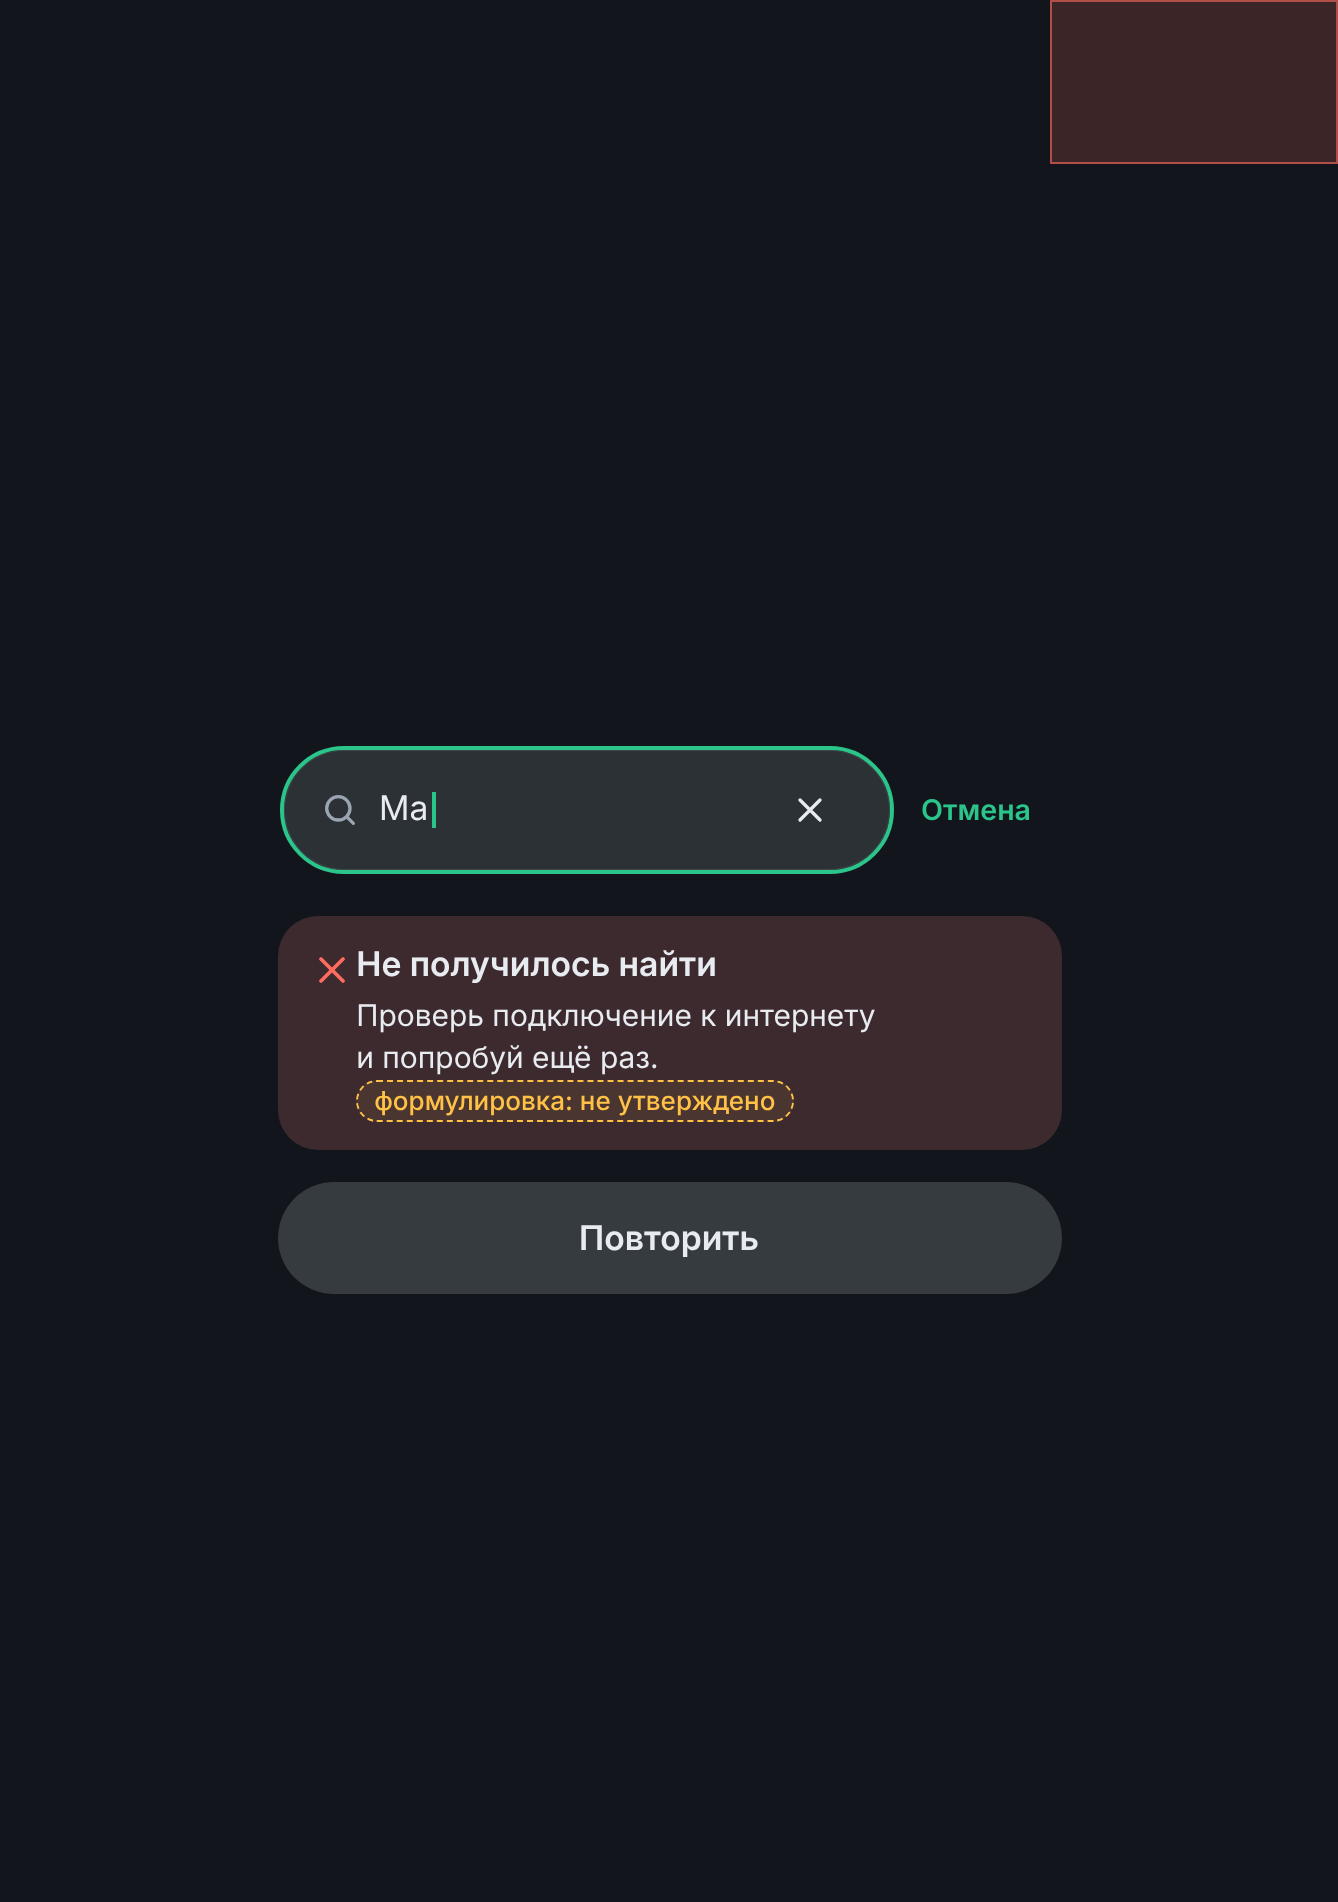 Ма
Отмена
Не получилось найти
Проверь подключение к интернету
и попробуй ещё раз.
формулировка: не утверждено
Повторить